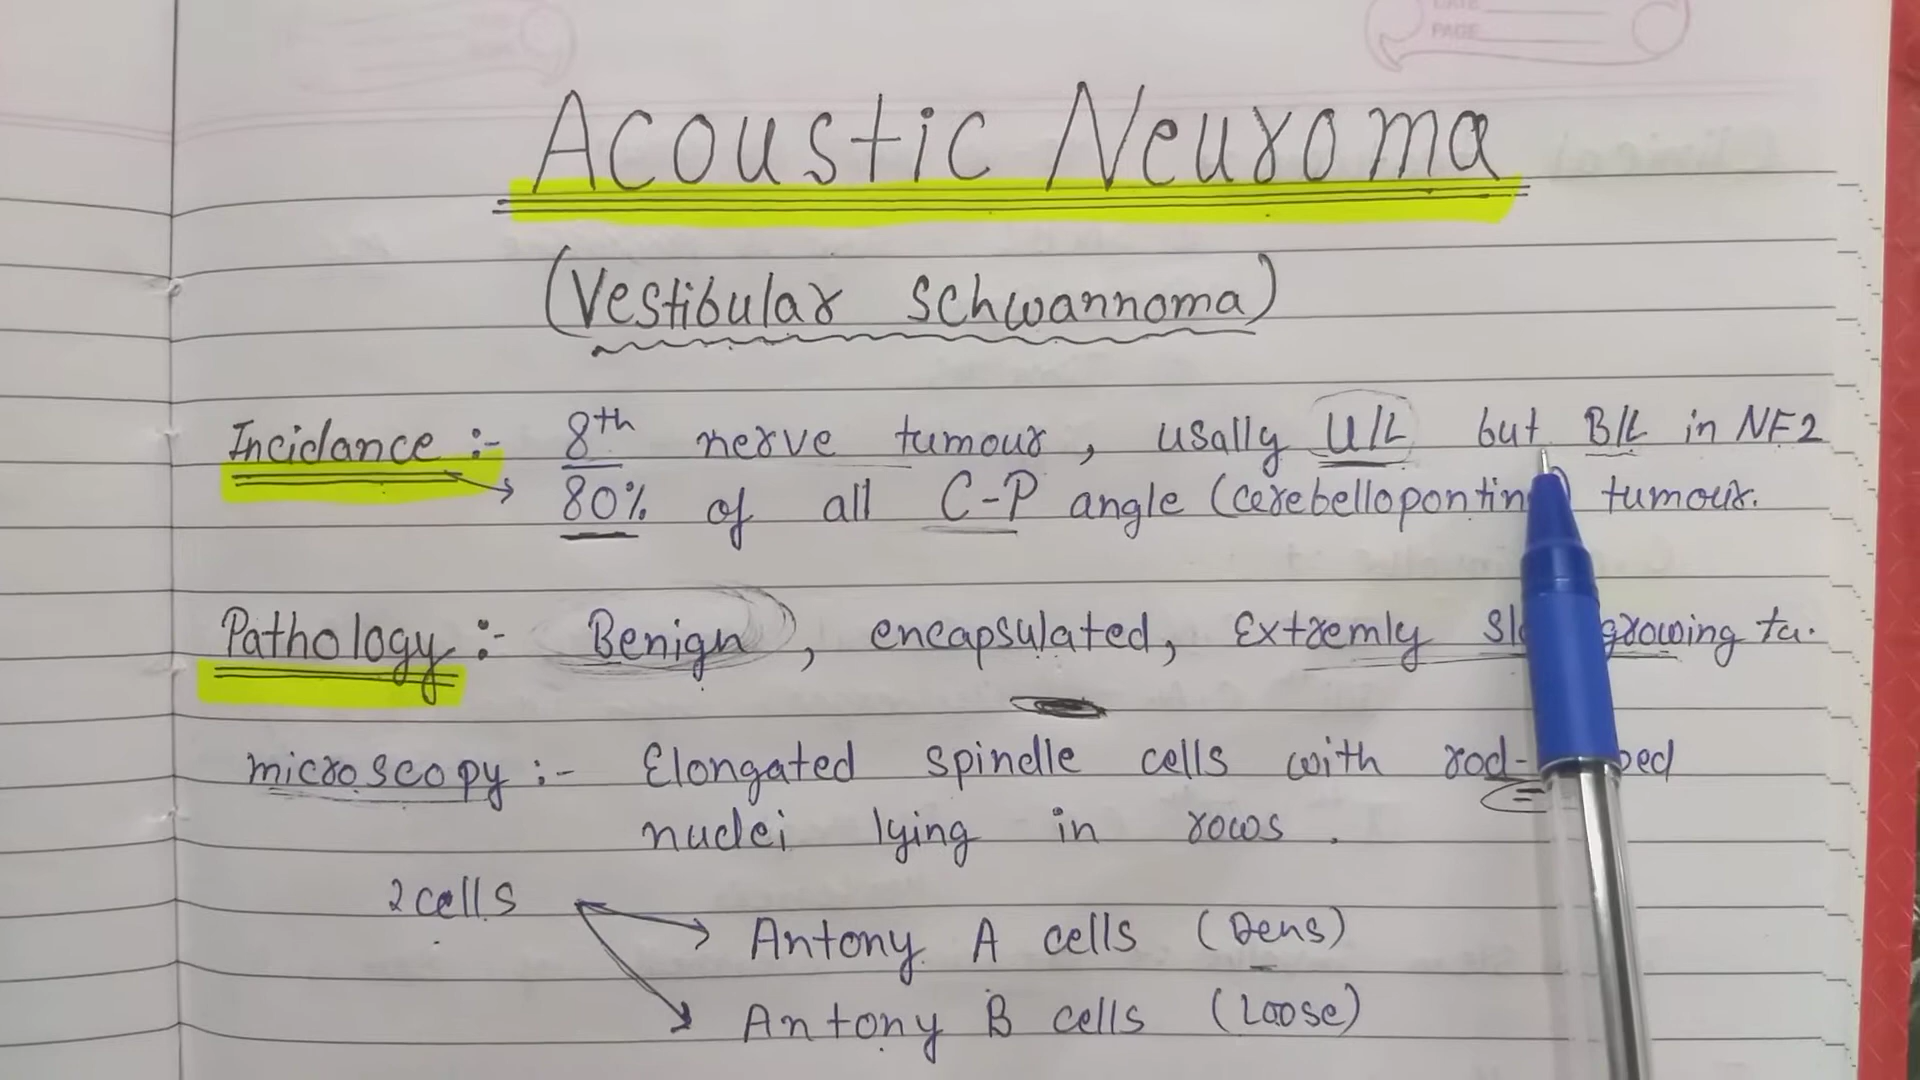 PAGE
Acoustic Neuroma
(Vestibular schwannoma)
Incidance :- 8th nerve tumour, usally U/L but B/L in NF2
80% of all C-P angle (cerebellopontin) tumour.
Pathology :- Benign, encapsulated, Extremly growing tu.
microscopy :- Elongated spindle cells with rod-
nuclei lying in rows.
2 cells
Antony A cells (Dens)
Antony B cells (Loose)